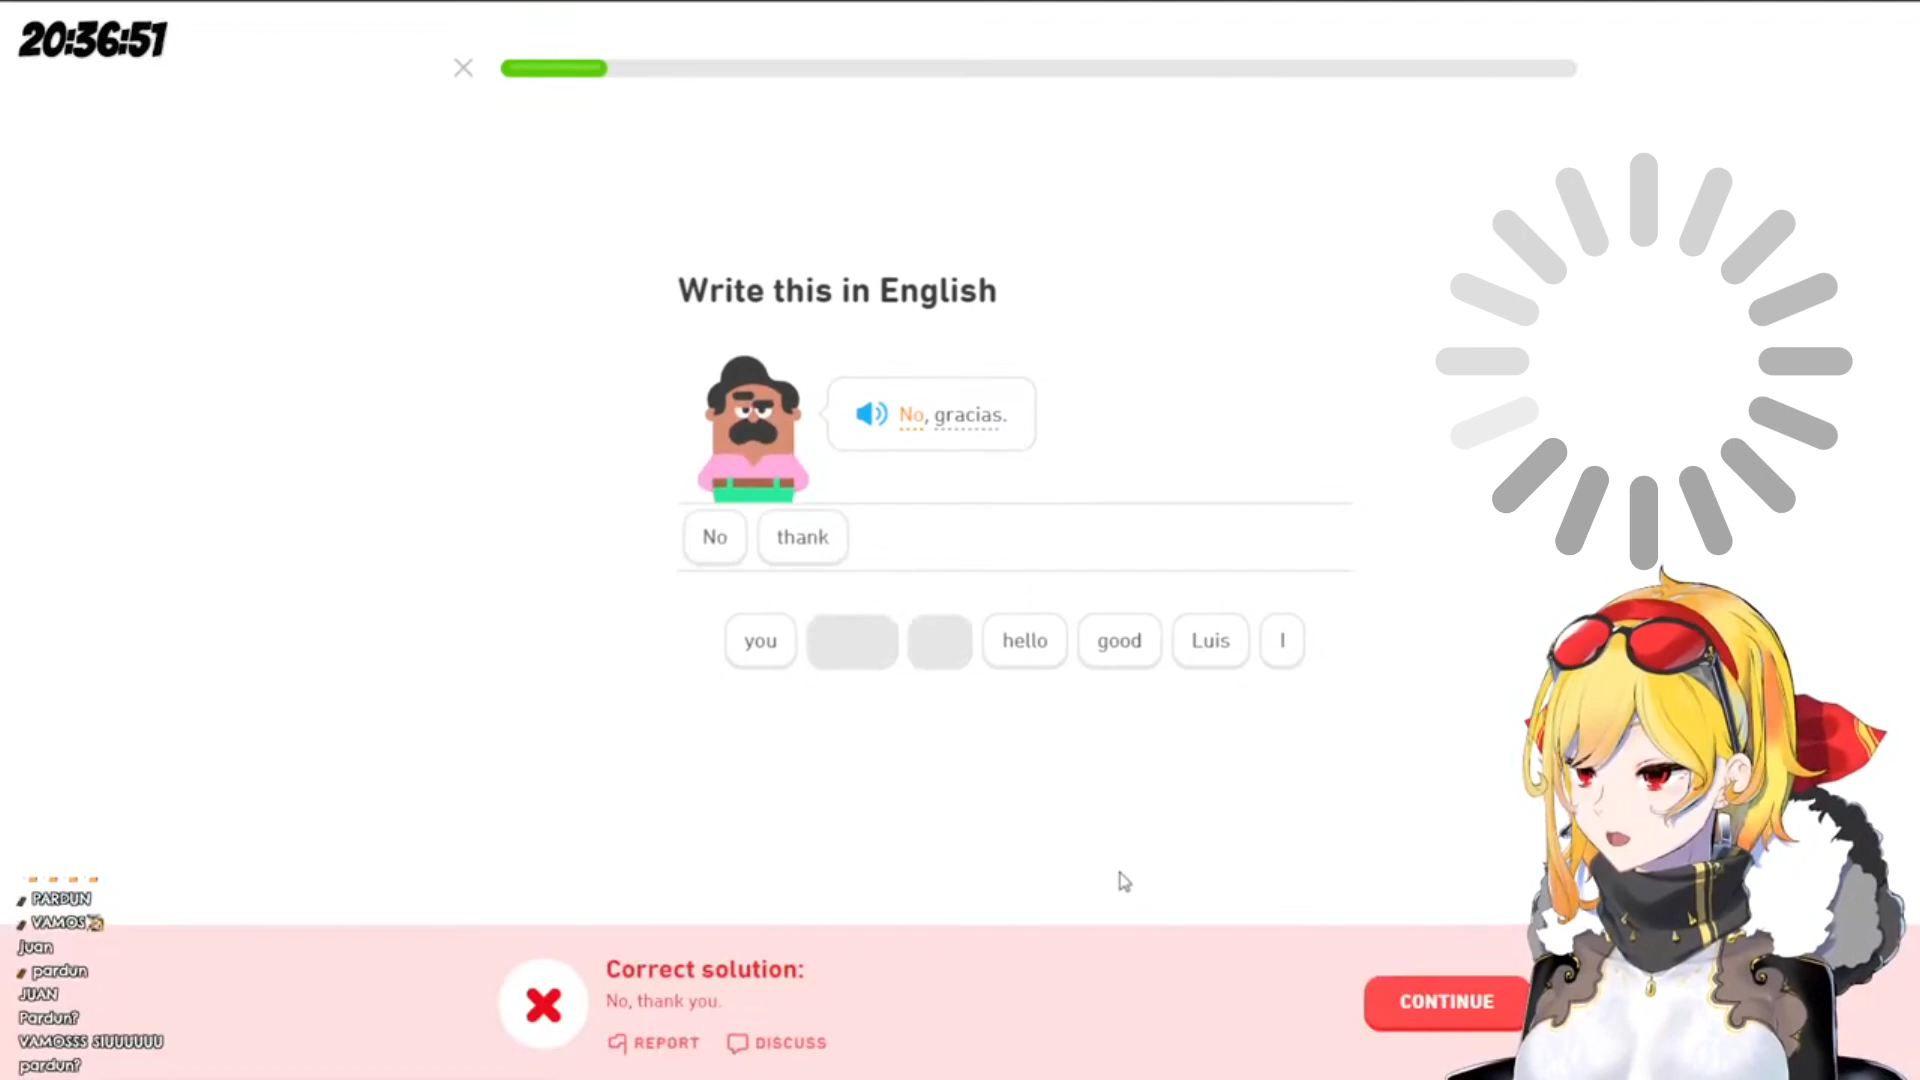 20:36:51
Write this in English
No, gracias.
No thank
you hello good Luis I
PARDUN
VAMOS
Juan
pardun
JUAN
Pardun?
VAMOSSS SIUUUUUU
pardun?
Correct solution:
No, thank you.
REPORT DISCUSS
CONTINUE